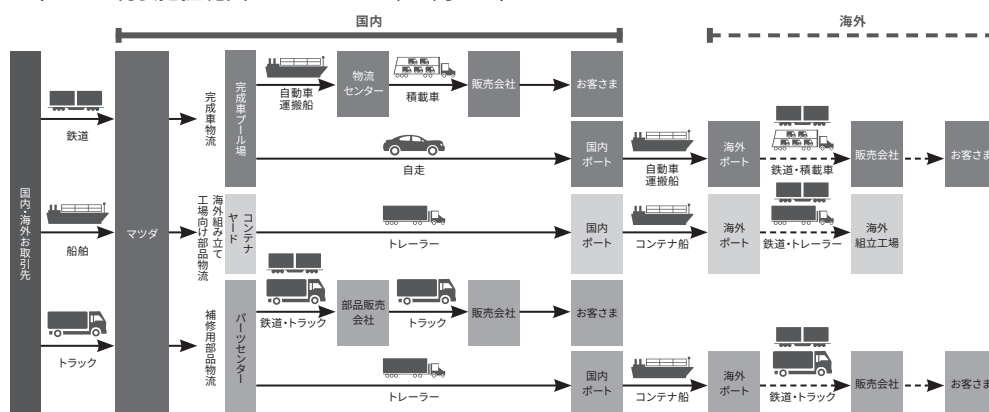 国内
海外
国内・海外お取引先
鉄道
船舶
トラック
マツダ
完成車物流
完成車プール場
自動車
運搬船
物流
センター
積載車
販売会社
お客さま
自走
国内
ポート
自動車
運搬船
海外
ポート
鉄道・積載車
販売会社
お客さま
海外組み立て
工場向け部品物流
コンテナ
ヤード
トレーラー
国内
ポート
コンテナ船
海外
ポート
鉄道・トレーラー
海外
組立工場
補修用部品物流
パーツセンター
鉄道・トラック
部品販売
会社
トラック
販売会社
お客さま
トレーラー
国内
ポート
コンテナ船
海外
ポート
鉄道・トラック
販売会社
お客さま